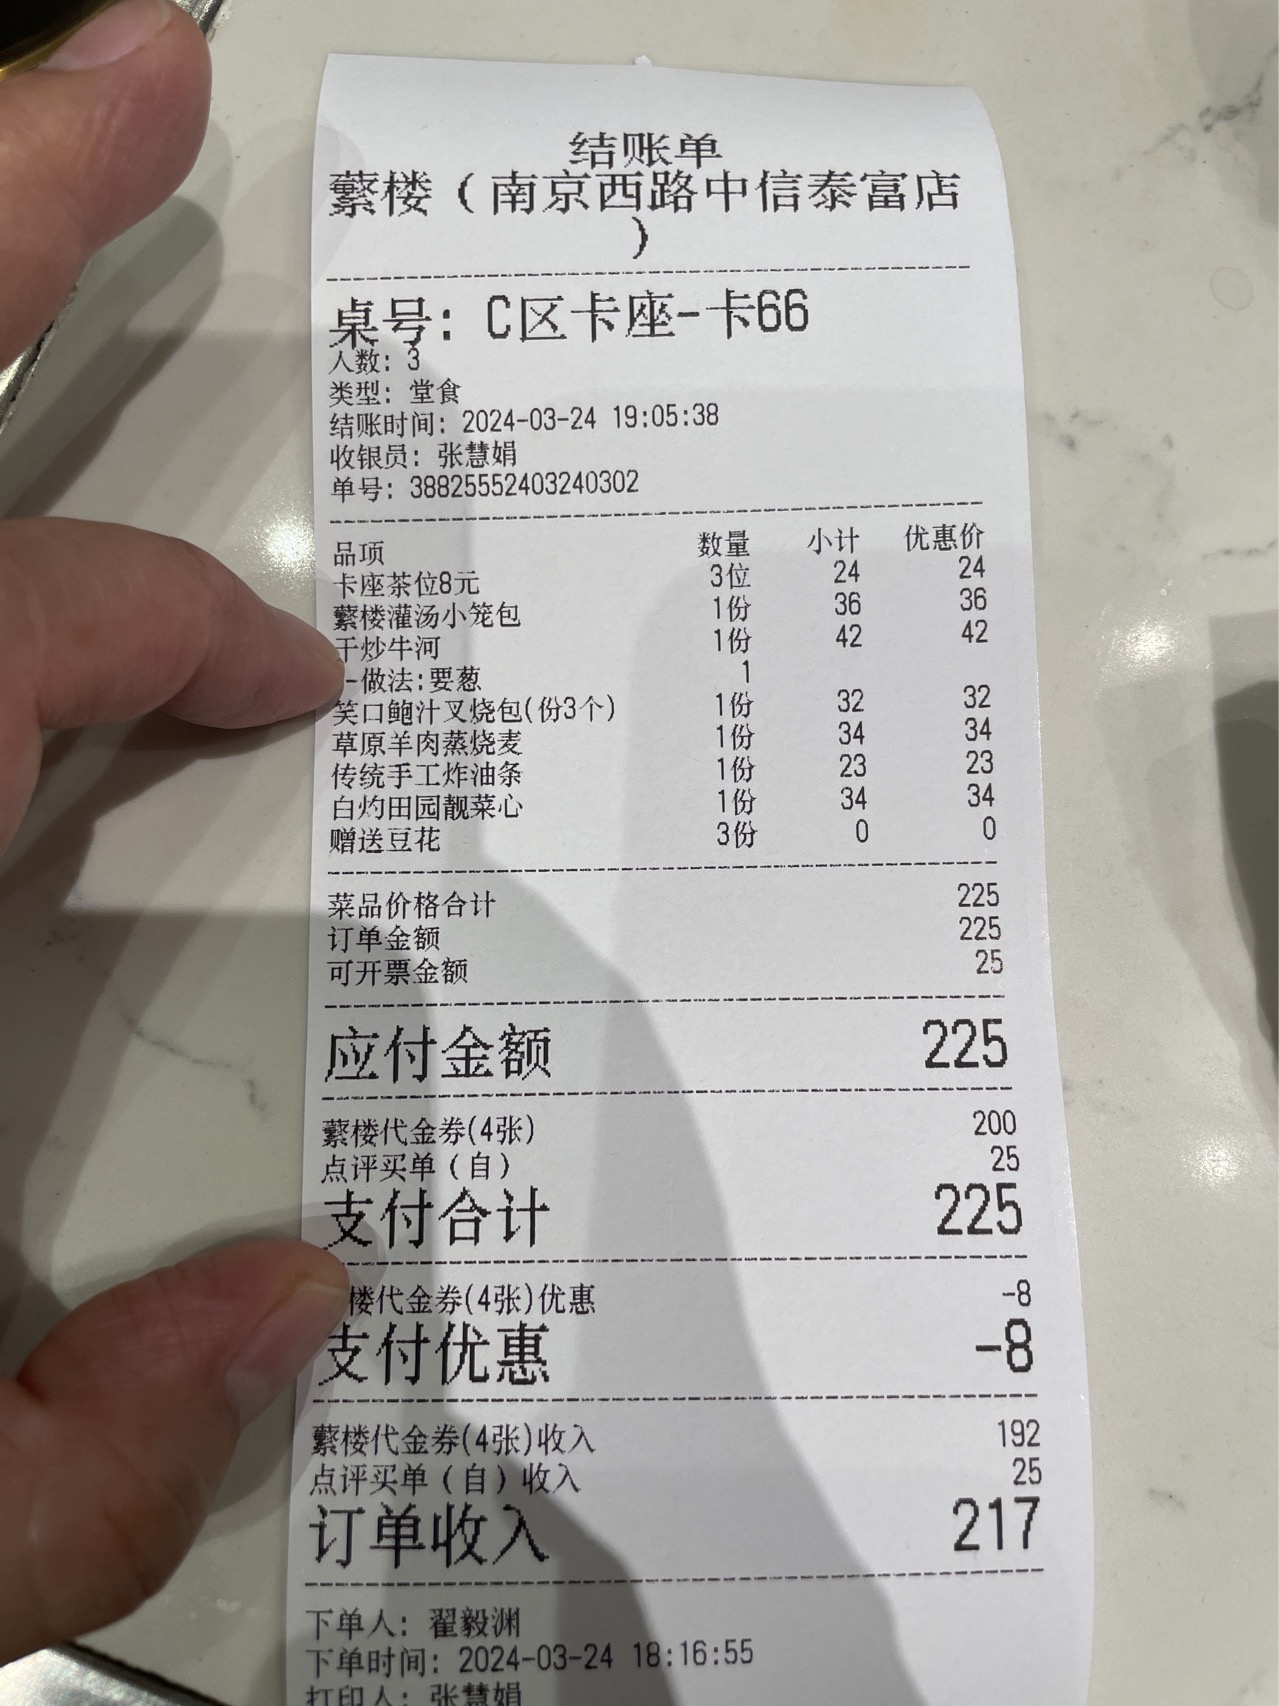 结账单
蘩楼（南京西路中信泰富店
）
桌号: C区卡座-卡66
人数: 3
类型: 堂食
结账时间: 2024-03-24 19:05:38
收银员: 张慧娟
单号: 38825552403240302
品项 数量 小计 优惠价
卡座茶位8元 3位 24 24
蘩楼灌汤小笼包 1份 36 36
干炒牛河 1份 42 42
-做法:要葱 1
笑口鲍汁叉烧包(份3个) 1份 32 32
草原羊肉蒸烧麦 1份 34 34
传统手工炸油条 1份 23 23
白灼田园靓菜心 1份 34 34
赠送豆花 3份 0 0
菜品价格合计 225
订单金额 225
可开票金额 25
应付金额 225
蘩楼代金券(4张) 200
点评买单（自） 25
支付合计 225
楼代金券(4张)优惠 -8
支付优惠 -8
蘩楼代金券(4张)收入 192
点评买单（自）收入 25
订单收入 217
下单人: 翟毅渊
下单时间: 2024-03-24 18:16:55
打印人: 张慧娟